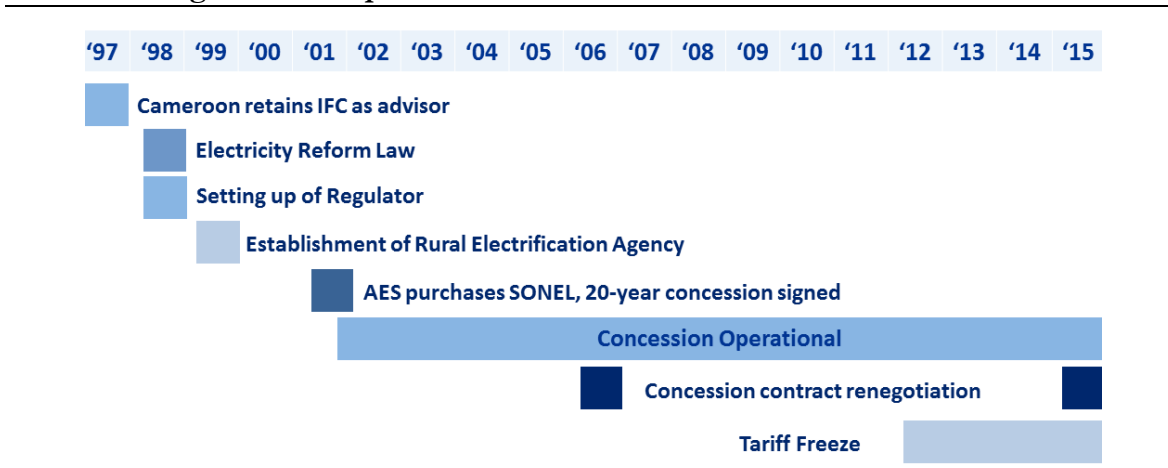 ‘97 ‘98 ‘99 ‘00 ‘01 ‘02 ‘03 ‘04 ‘05 ‘06 ‘07 ‘08 ‘09 ‘10 ‘11 ‘12 ‘13 ‘14 ‘15
Cameroon retains IFC as advisor
Electricity Reform Law
Setting up of Regulator
Establishment of Rural Electrification Agency
AES purchases SONEL, 20-year concession signed
Concession Operational
Concession contract renegotiation
Tariff Freeze